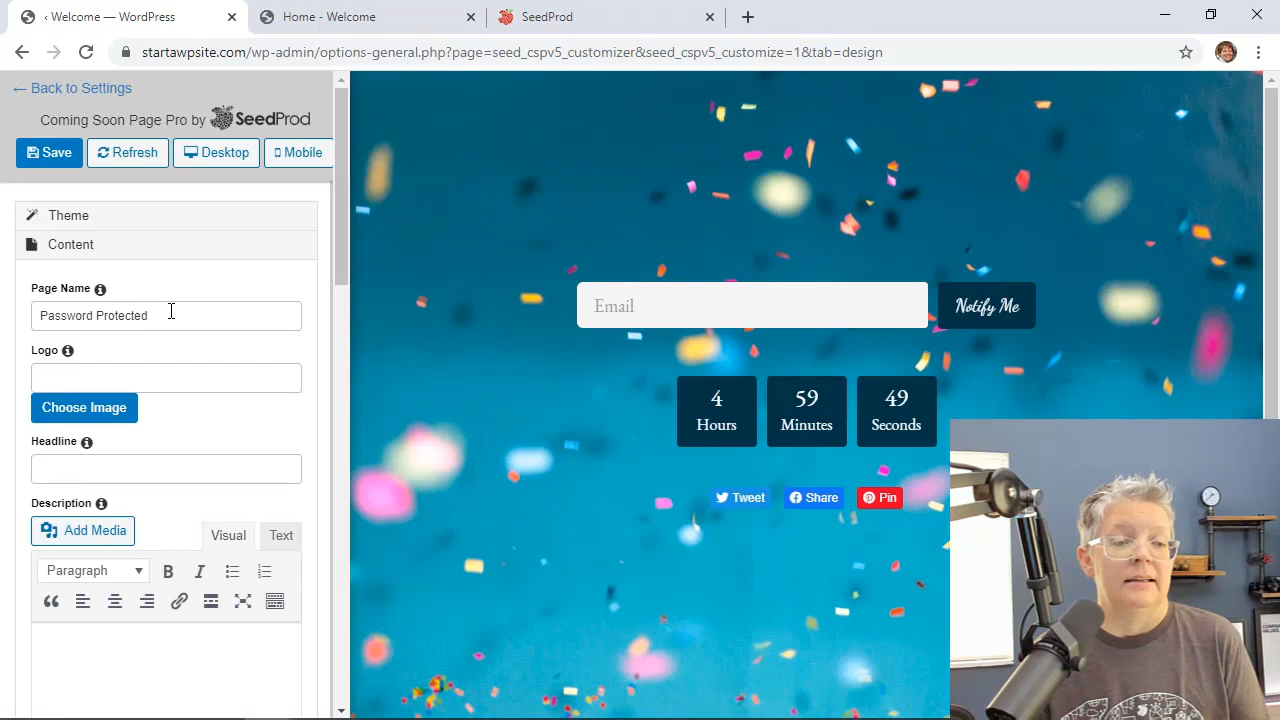 ‹ Welcome — WordPress
Home - Welcome
SeedProd
startawpsite.com/wp-admin/options-general.php?page=seed_cspv5_customizer&seed_cspv5_customize=1&tab=design
← Back to Settings
Coming Soon Page Pro by SeedProd
Save
Refresh
Desktop
Mobile
Theme
Content
Page Name
Password Protected
Logo
Choose Image
Headline
Description
Add Media
Visual
Text
Paragraph
B I
Email
Notify Me
4
Hours
59
Minutes
49
Seconds
Tweet
Share
Pin